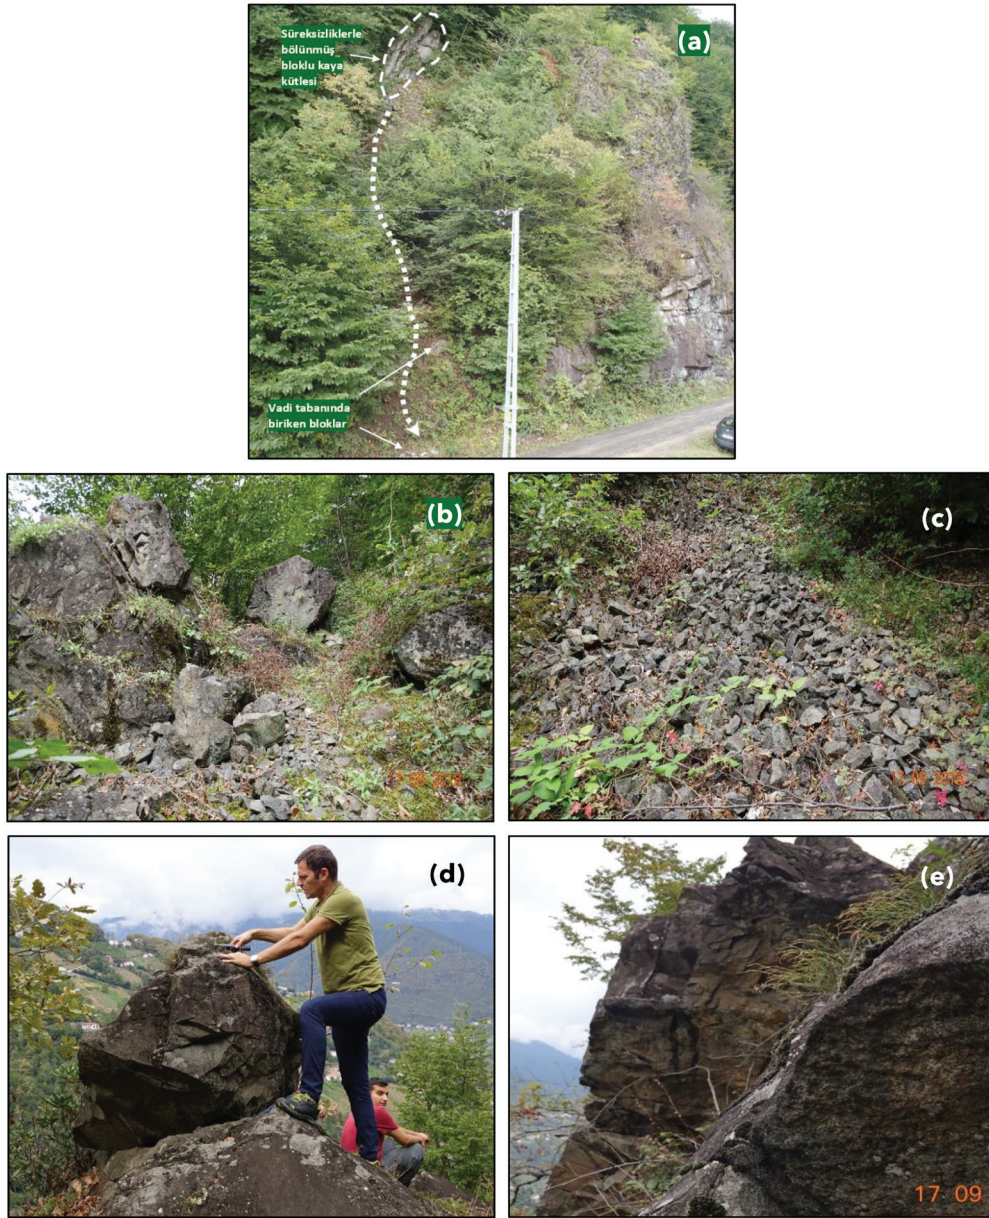 Süreksizliklerle
bölünmüş
bloklu kaya
kütlesi
(a)
Vadi tabanında
biriken bloklar
(b)
(c)
(d)
(e)
17 09